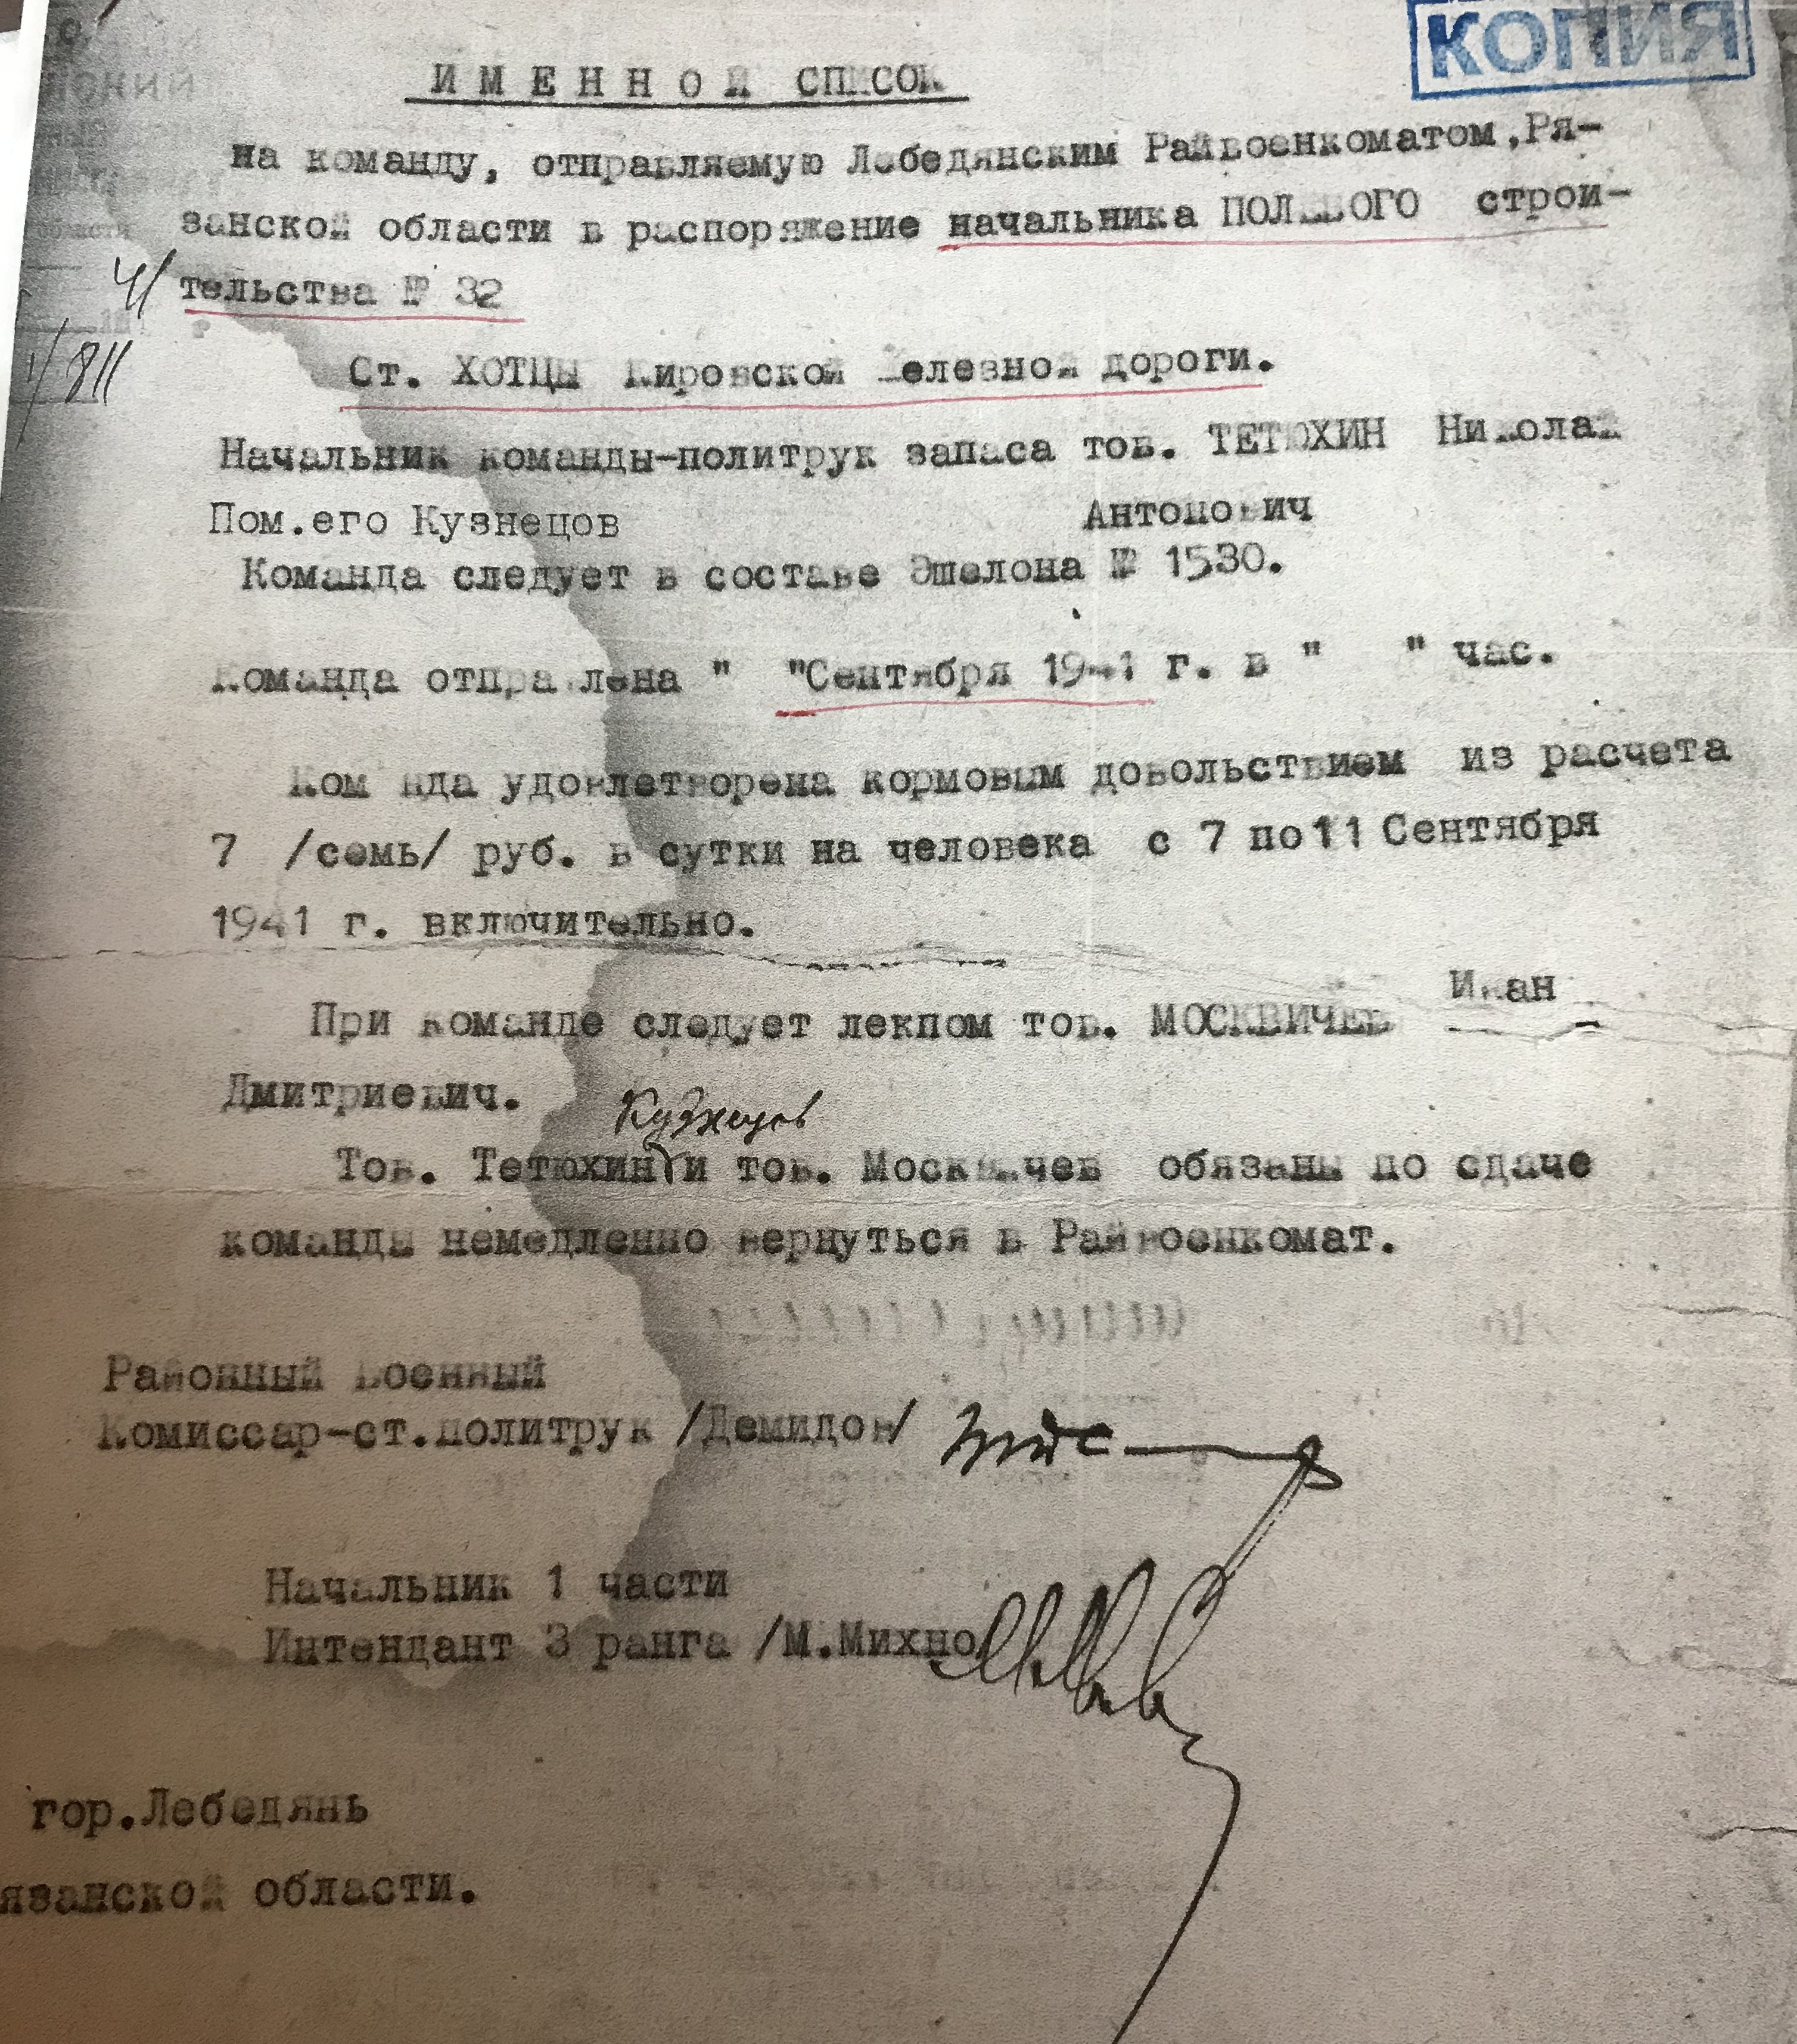 КОПИЯ
ИМЕННОЙ СПИСОК
на команду, отправляемую Лебедянским Райвоенкоматом,Ря-
занской области в распоряжение начальника ПОЛЕВОГО строи-
тельства № 32
Ст. ХОТЦЫ Кировской Железной дороги.
Начальник команды-политрук запаса тов. ТЕТЮХИН Николай
Пом.его Кузнецов Антонович
Команда следует в составе Эшелона № 1530.
Команда отправлена " "Сентября 1941 г. в " " час.
Команда удовлетворена кормовым довольствием из расчета
7 /семь/ руб. в сутки на человека с 7 по 11 Сентября
1941 г. включительно.
При команде следует лекпом тов. МОСКВИЧЕВ Иван
Дмитриевич.
Кузнецов
Тов. Тетюхин и тов. Москвичев обязаны по сдаче
команды немедленно вернуться в Райвоенкомат.
Районный Военный
Комиссар-ст.политрук /Демидов/
Начальник 1 части
Интендант 3 ранга /М.Михно/
гор.Лебедянь
язанской области.